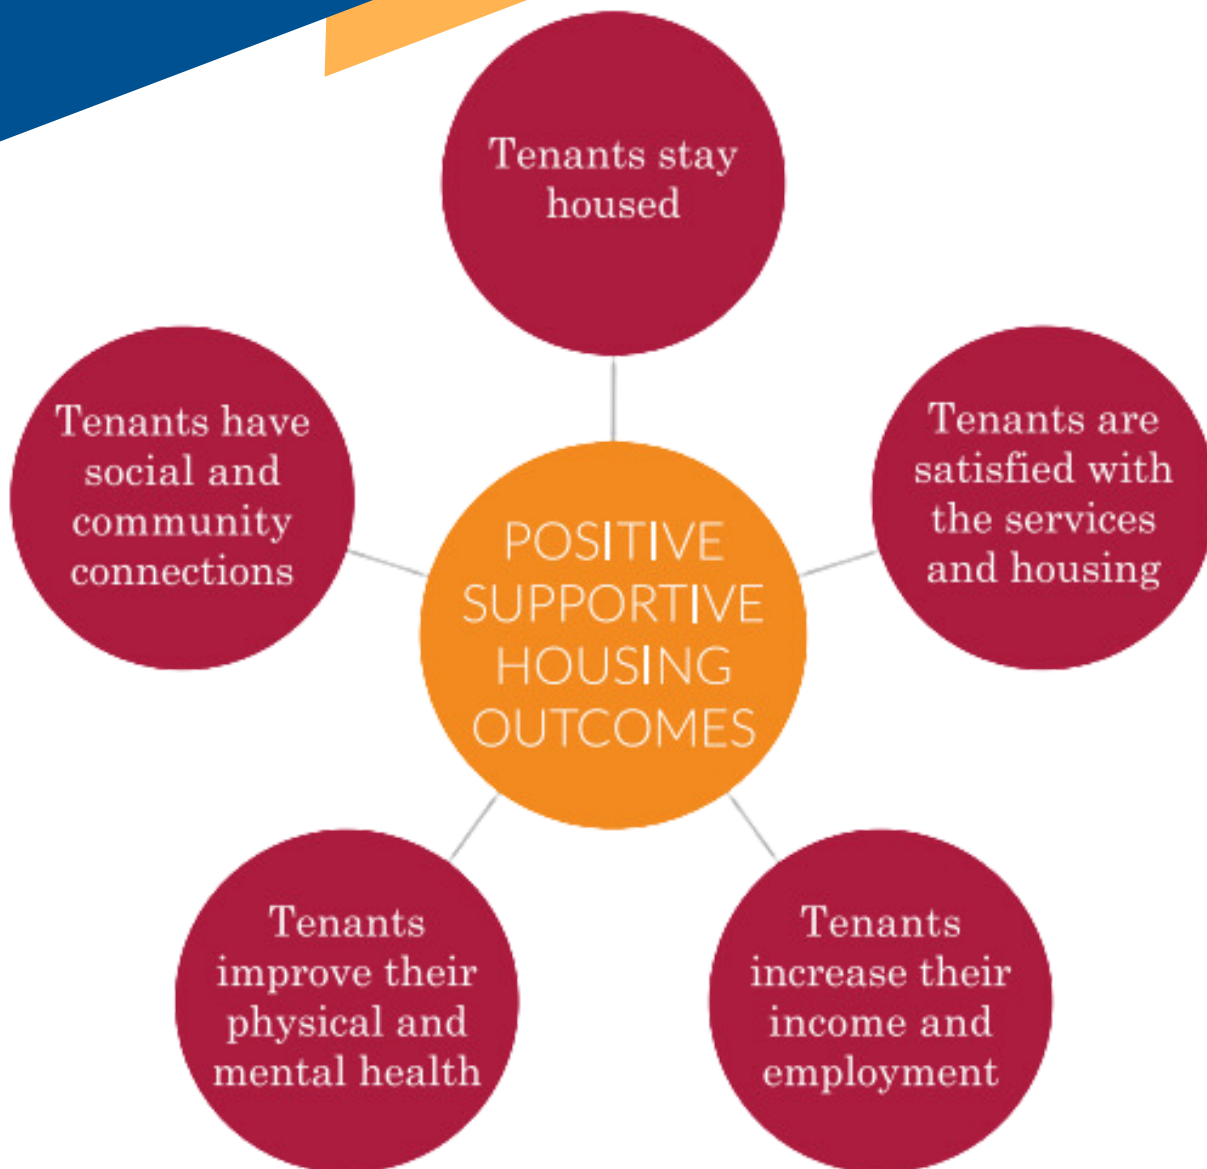 Tenants stay
housed
Tenants have
social and
community
connections
Tenants are
satisfied with
the services
and housing
POSITIVE
SUPPORTIVE
HOUSING
OUTCOMES
Tenants
improve their
physical and
mental health
Tenants
increase their
income and
employment